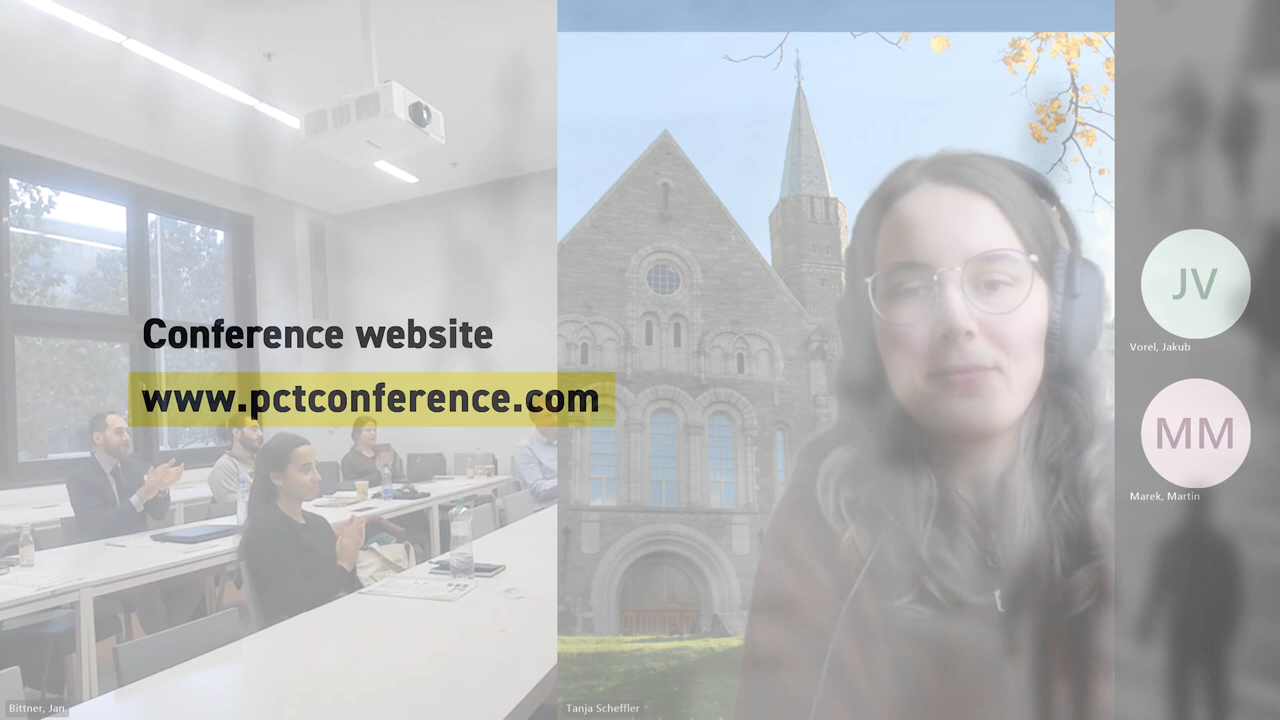 Conference website
www.pctconference.com
JV
Vorel, Jakub
MM
Marek, Martin
Bittner, Jan
Tanja Scheffler